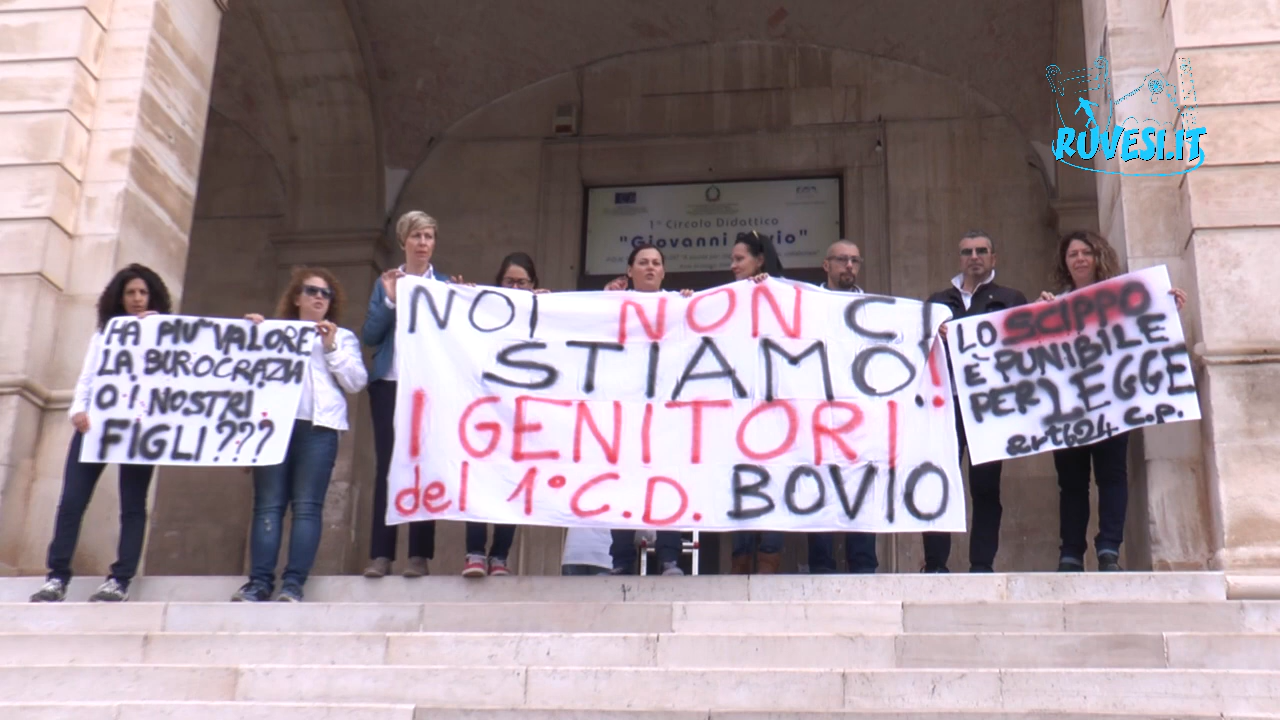 RUVESI.IT
1° Circolo Didattico
"Giovanni Bovio"
HA PIU' VALORE
LA BUROCRAZIA
O I NOSTRI
FIGLI???
NOI NON CI
STIAMO!!
I GENITORI
del 1° C.D. BOVIO
LO SCIPPO
È PUNIBILE
PER LEGGE
art 624 c.p.